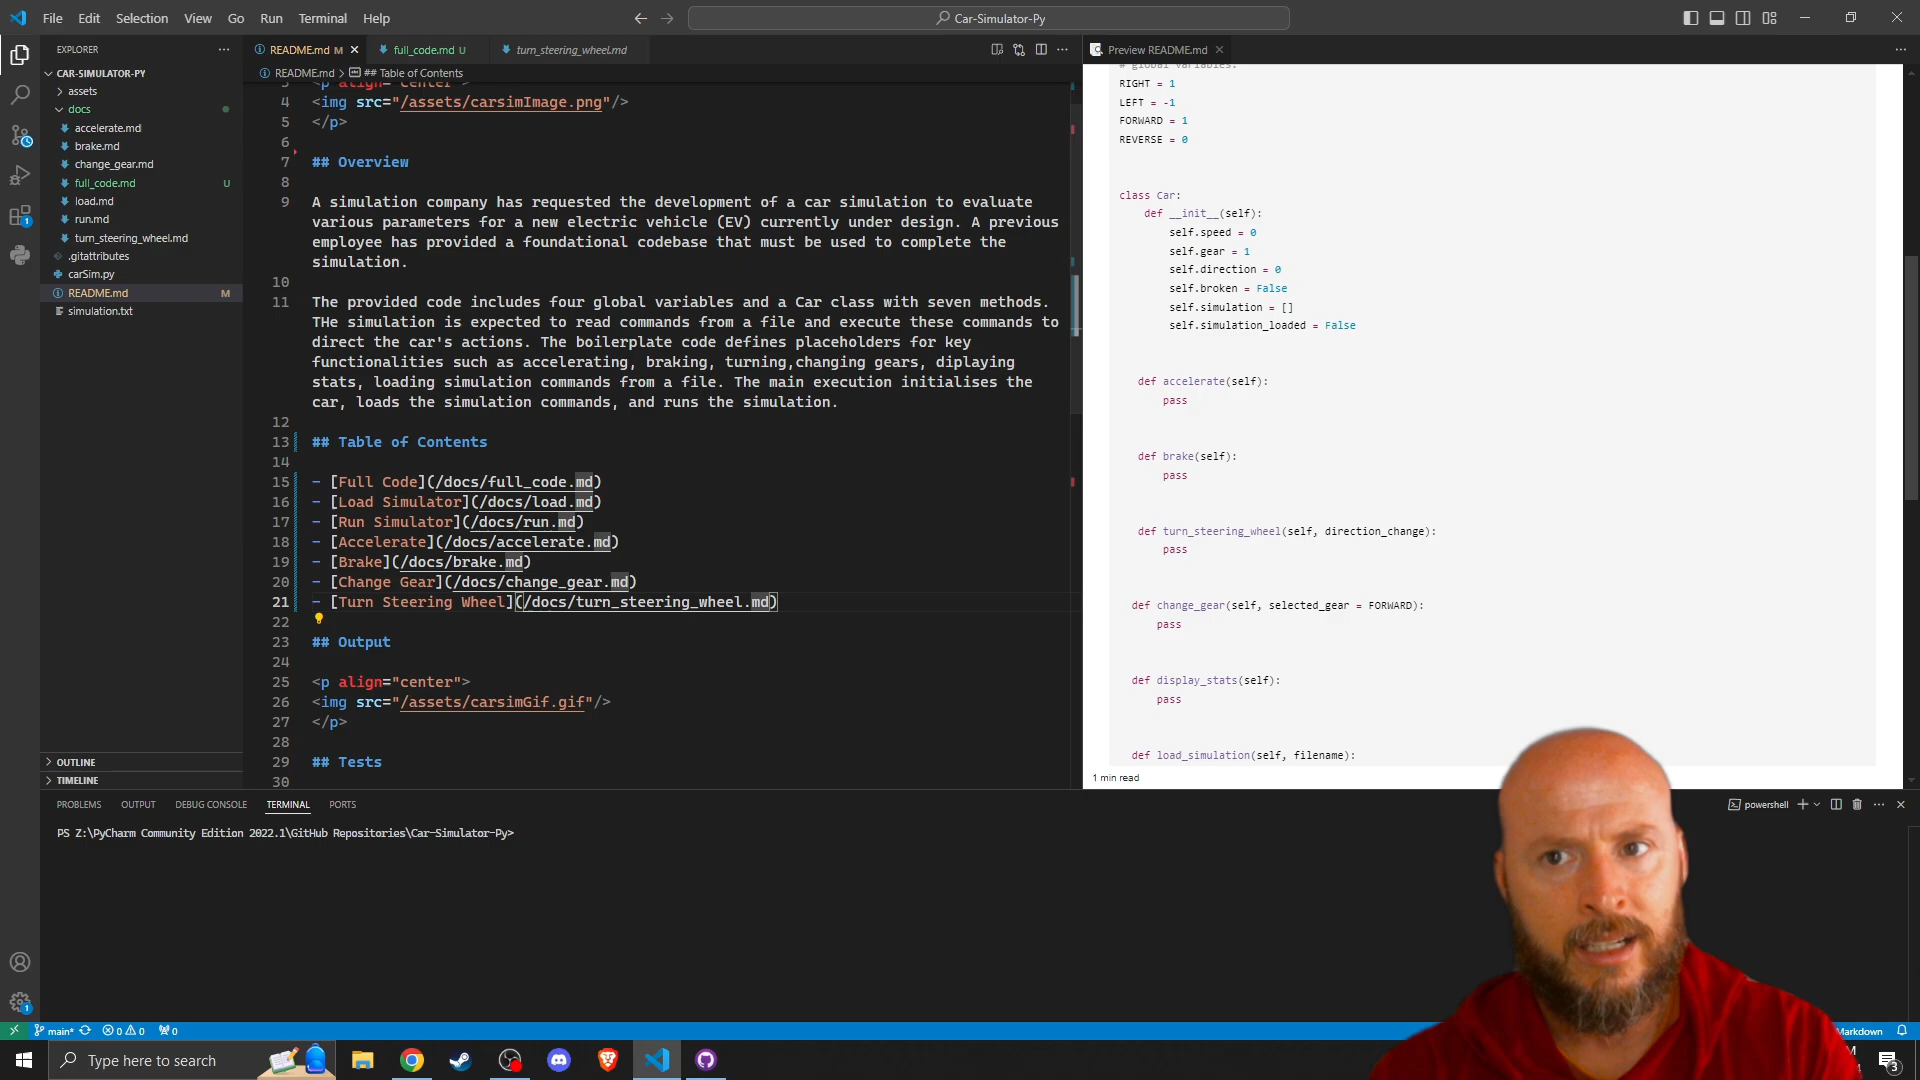 File Edit Selection View Go Run Terminal Help
Car-Simulator-Py
EXPLORER
CAR-SIMULATOR-PY
assets
docs
accelerate.md
brake.md
change_gear.md
full_code.md U
load.md
run.md
turn_steering_wheel.md
.gitattributes
carSim.py
README.md M
simulation.txt
OUTLINE
TIMELINE
README.md M
full_code.md U
turn_steering_wheel.md
README.md > ## Table of Contents
3 <p align="center">
4 <img src="/assets/carsimImage.png"/>
5 </p>
6
7 ## Overview
8
9 A simulation company has requested the development of a car simulation to evaluate
various parameters for a new electric vehicle (EV) currently under design. A previous
employee has provided a foundational codebase that must be used to complete the
simulation.
10
11 The provided code includes four global variables and a Car class with seven methods.
THe simulation is expected to read commands from a file and execute these commands to
direct the car's actions. The boilerplate code defines placeholders for key
functionalities such as accelerating, braking, turning,changing gears, diplaying
stats, loading simulation commands from a file. The main execution initialises the
car, loads the simulation commands, and runs the simulation.
12
13 ## Table of Contents
14
15 - [Full Code](/docs/full_code.md)
16 - [Load Simulator](/docs/load.md)
17 - [Run Simulator](/docs/run.md)
18 - [Accelerate](/docs/accelerate.md)
19 - [Brake](/docs/brake.md)
20 - [Change Gear](/docs/change_gear.md)
21 - [Turn Steering Wheel](/docs/turn_steering_wheel.md)
22
23 ## Output
24
25 <p align="center">
26 <img src="/assets/carsimGif.gif"/>
27 </p>
28
29 ## Tests
30
Preview README.md
# global variables.
RIGHT = 1
LEFT = -1
FORWARD = 1
REVERSE = 0
class Car:
def __init__(self):
self.speed = 0
self.gear = 1
self.direction = 0
self.broken = False
self.simulation = []
self.simulation_loaded = False
def accelerate(self):
pass
def brake(self):
pass
def turn_steering_wheel(self, direction_change):
pass
def change_gear(self, selected_gear = FORWARD):
pass
def display_stats(self):
pass
def load_simulation(self, filename):
1 min read
PROBLEMS OUTPUT DEBUG CONSOLE TERMINAL PORTS
powershell
PS Z:\PyCharm Community Edition 2022.1\GitHub Repositories\Car-Simulator-Py>
1
1
main* 0 0 0
Markdown
Type here to search
3